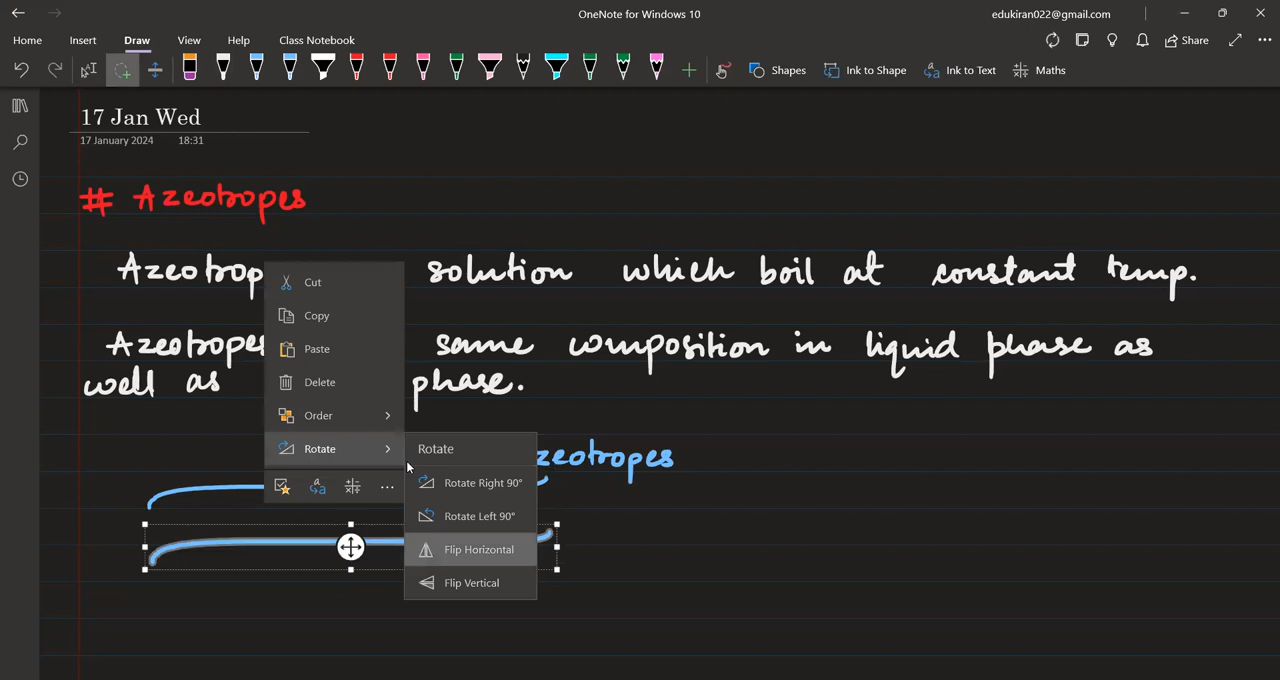 OneNote for Windows 10
edukiran022@gmail.com
Home Insert Draw View Help Class Notebook
Share
Shapes Ink to Shape Ink to Text Maths
17 Jan Wed
17 January 2024 18:31
# Azeotropes
Azeotrop solution which boil at constant temp.
Azeotropes same composition in liquid phase as
well as phase.
zeotropes
Cut
Copy
Paste
Delete
Order
Rotate
Rotate
Rotate Right 90°
Rotate Left 90°
Flip Horizontal
Flip Vertical